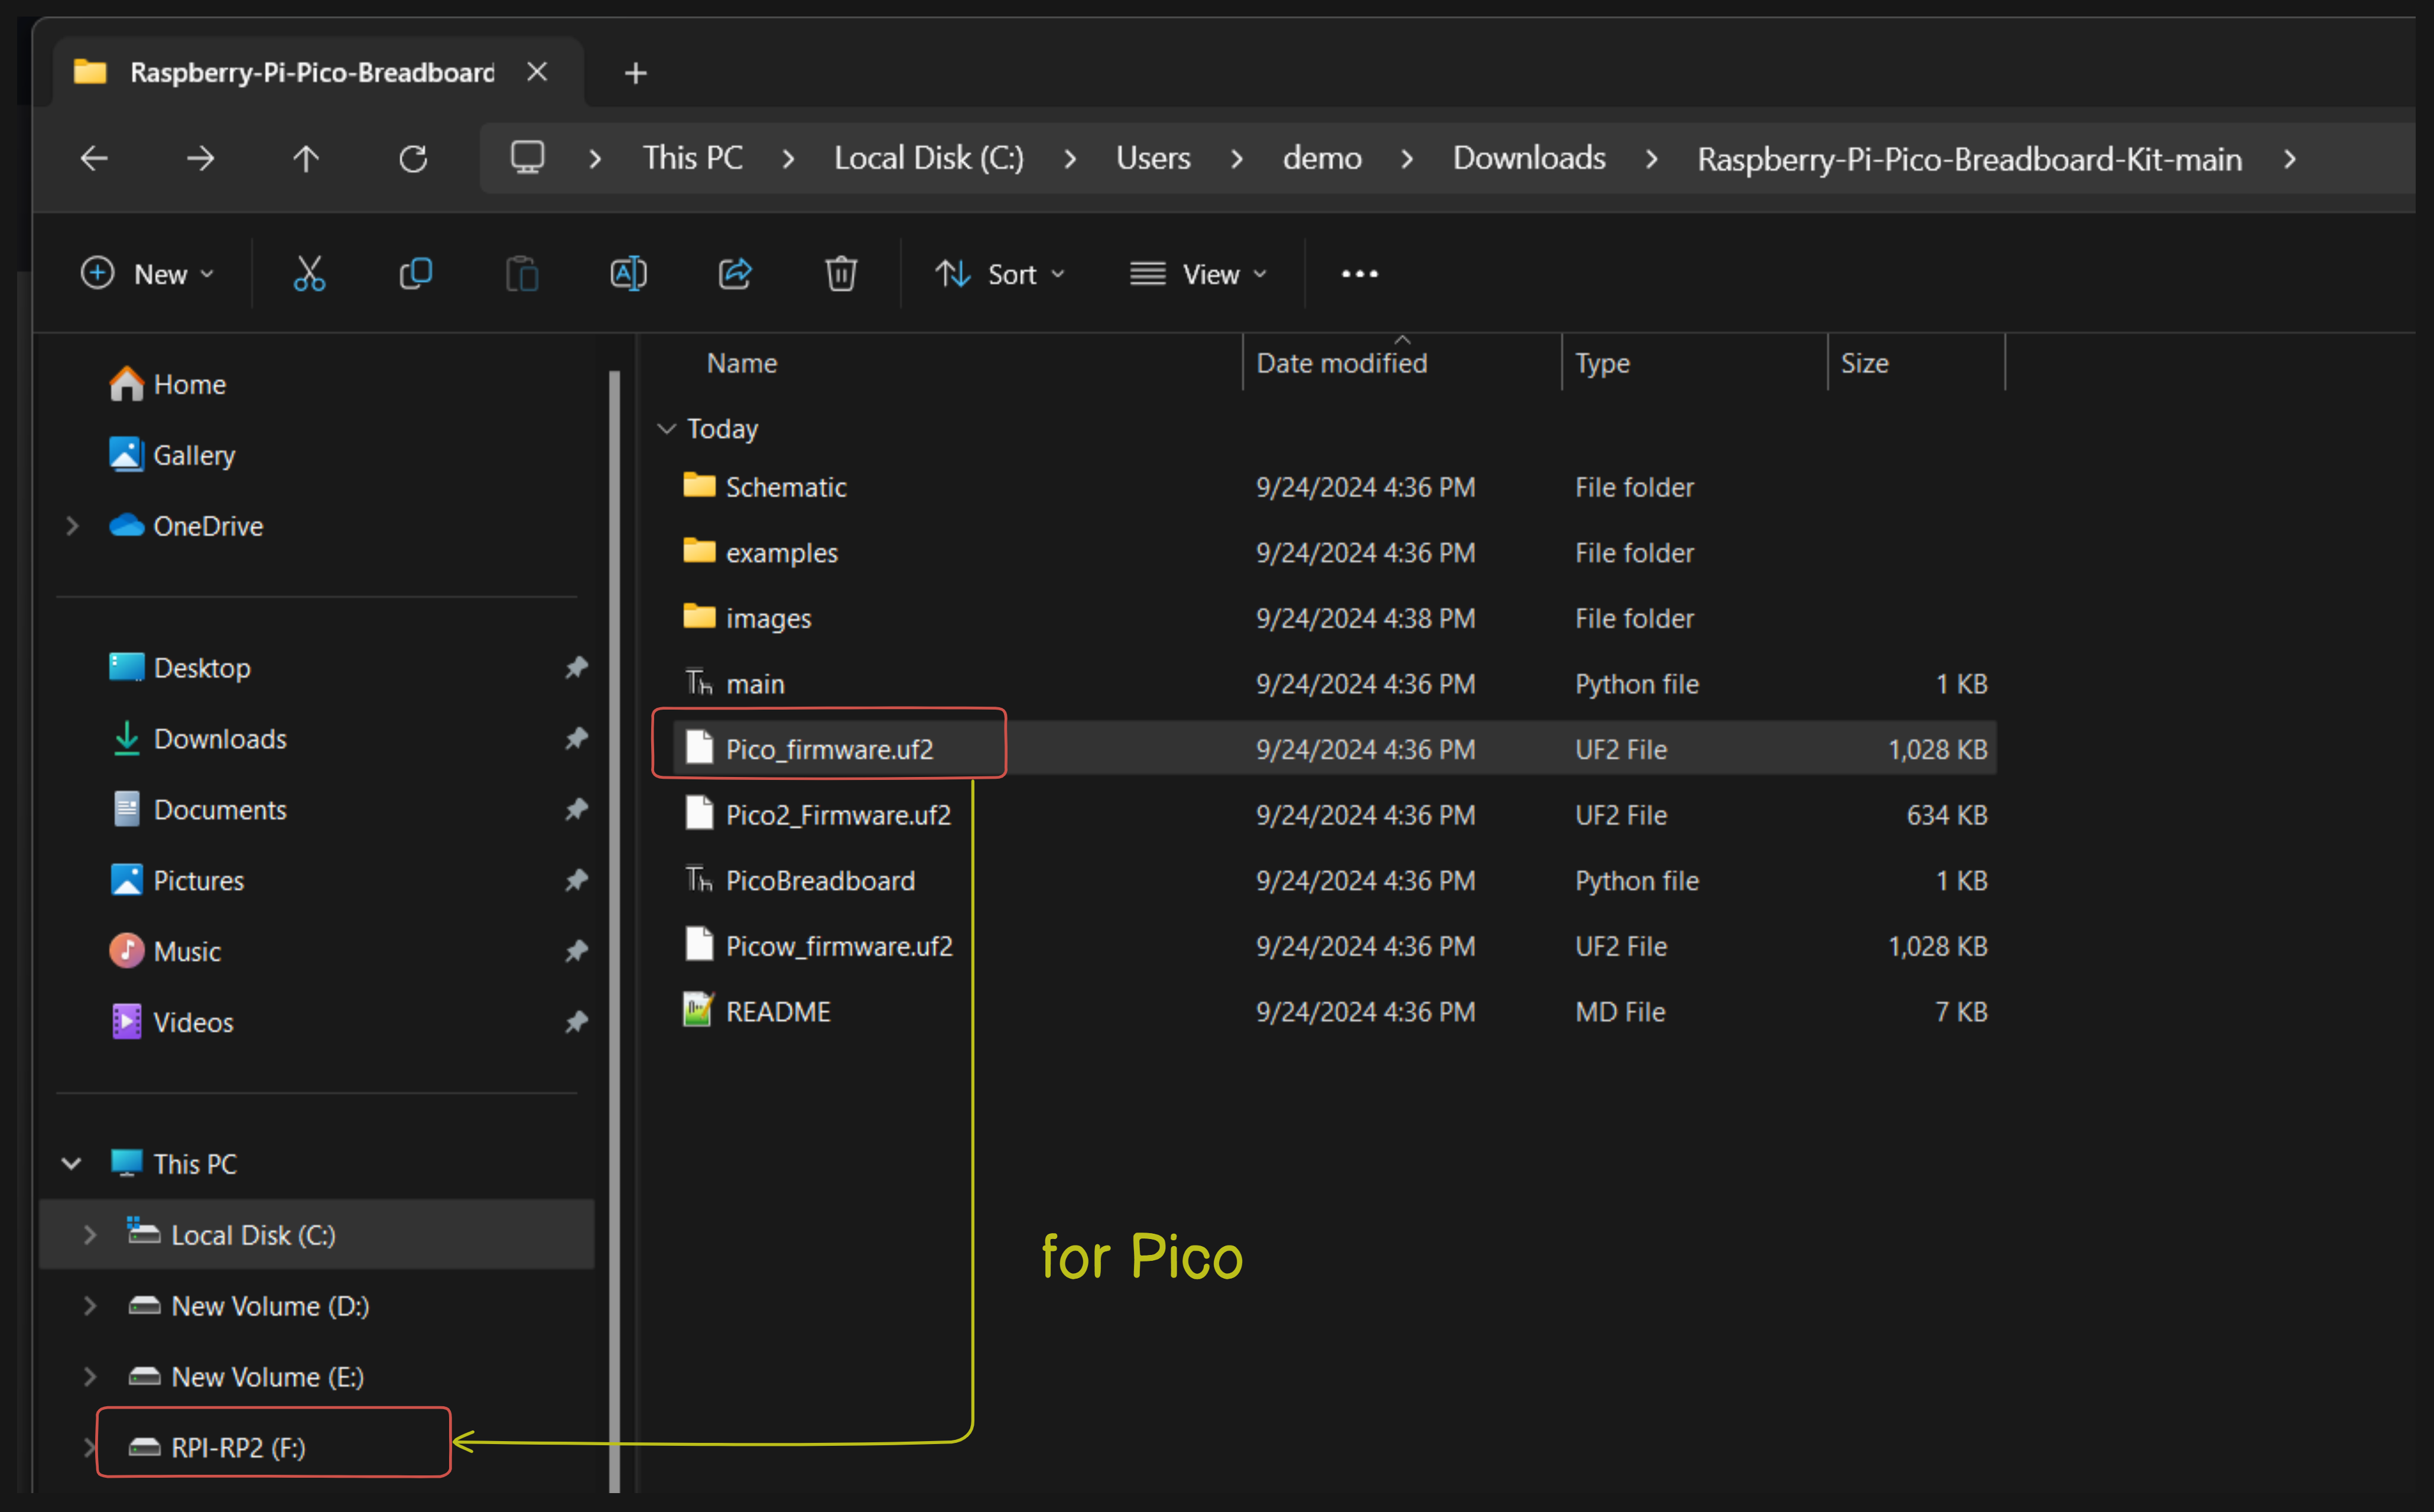 Raspberry-Pi-Pico-Breadboard
This PC > Local Disk (C:) > Users > demo > Downloads > Raspberry-Pi-Pico-Breadboard-Kit-main >
New
Sort
View
Name Date modified Type Size
Today
Schematic 9/24/2024 4:36 PM File folder
examples 9/24/2024 4:36 PM File folder
images 9/24/2024 4:38 PM File folder
main 9/24/2024 4:36 PM Python file 1 KB
Pico_firmware.uf2 9/24/2024 4:36 PM UF2 File 1,028 KB
Pico2_Firmware.uf2 9/24/2024 4:36 PM UF2 File 634 KB
PicoBreadboard 9/24/2024 4:36 PM Python file 1 KB
Picow_firmware.uf2 9/24/2024 4:36 PM UF2 File 1,028 KB
README 9/24/2024 4:36 PM MD File 7 KB
Home
Gallery
OneDrive
Desktop
Downloads
Documents
Pictures
Music
Videos
This PC
Local Disk (C:)
New Volume (D:)
New Volume (E:)
RPI-RP2 (F:)
for Pico